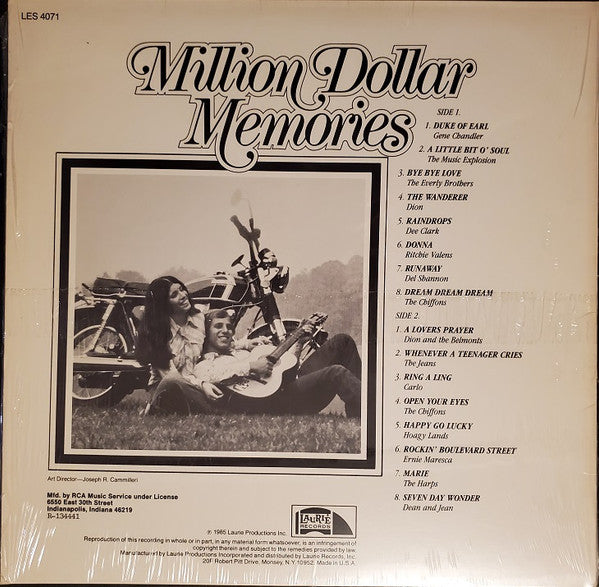 LES 4071
Million Dollar
Memories
SIDE 1.
1. DUKE OF EARL
Gene Chandler
2. A LITTLE BIT O' SOUL
The Music Explosion
3. BYE BYE LOVE
The Everly Brothers
4. THE WANDERER
Dion
5. RAINDROPS
Dee Clark
6. DONNA
Ritchie Valens
7. RUNAWAY
Del Shannon
8. DREAM DREAM DREAM
The Chiffons
SIDE 2.
1. A LOVERS PRAYER
Dion and the Belmonts
2. WHENEVER A TEENAGER CRIES
The Jeans
3. RING A LING
Carlo
4. OPEN YOUR EYES
The Chiffons
5. HAPPY GO LUCKY
Hoagy Lands
6. ROCKIN' BOULEVARD STREET
Ernie Maresca
7. MARIE
The Harps
8. SEVEN DAY WONDER
Dean and Jean
Art Director—Joseph R. Cammilleri
Mfd. by RCA Music Service under License
6550 East 30th Street
Indianapolis, Indiana 46219
R-134441
LAURIE
RECORDS
℗ 1985 Laurie Productions Inc.
Reproduction of this recording in whole or in part, in any material form whatsoever, is an infringement of
copyright therein and subject to the remedies provided by law.
Manufactured by Laurie Productions Incorporated and distributed by Laurie Records, Inc.
20F Robert Pitt Drive, Monsey, N.Y. 10952. Made in U.S.A.